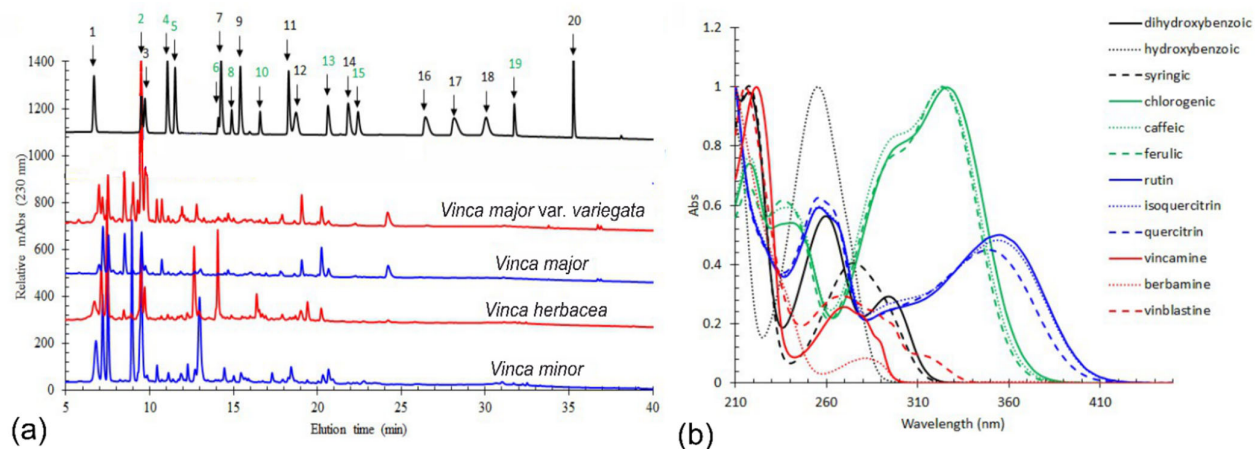 1 2 3 4 5 6 7 8 9 10 11 12 13 14 15 16 17 18 19 20
1400
1200
1000
800
600
400
200
0
Relative mAbs (230 nm)
Vinca major var. variegata
Vinca major
Vinca herbacea
Vinca minor
5 10 15 20 25 30 35 40
Elution time (min)
(a)
1.2
1
0.8
0.6
0.4
0.2
0
Abs
210 260 310 360 410
Wavelength (nm)
(b)
dihydroxybenzoic
hydroxybenzoic
syringic
chlorogenic
caffeic
ferulic
rutin
isoquercitrin
quercitrin
vincamine
berbamine
vinblastine